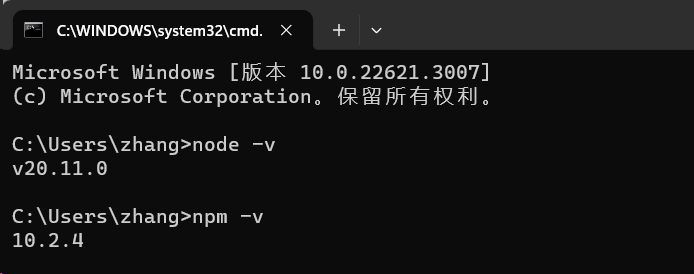 C:\WINDOWS\system32\cmd.
Microsoft Windows [版本 10.0.22621.3007]
(c) Microsoft Corporation。保留所有权利。
C:\Users\zhang>node -v
v20.11.0
C:\Users\zhang>npm -v
10.2.4